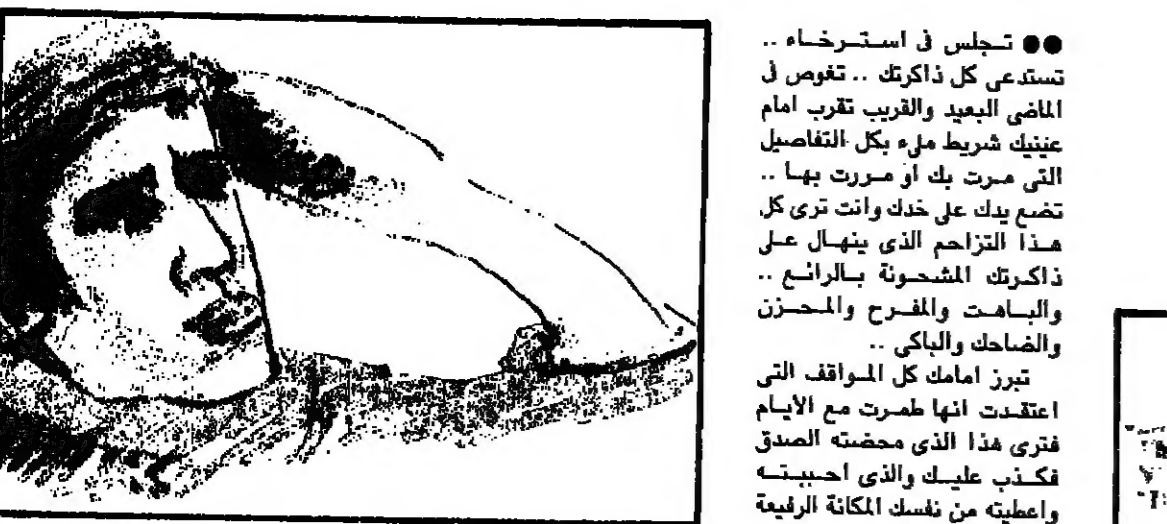 ●● تجلس في استرخاء ..
تستدعى كل ذاكرتك .. تغوص في
الماضى البعيد والقريب تقرب امام
عينيك شريط ملء بكل التفاصيل
التى مرت بك او مررت بها ..
تضع يدك على خدك وانت ترى كل
هذا التزاحم الذى ينهال على
ذاكرتك المشحونة بالرائع ..
والباهت والمفرح والمحزن
والضاحك والباكى ..
تبرز امامك كل المواقف التى
اعتقدت انها طمرت مع الايام
فترى هذا الذى محضته الصدق
فكذب عليك والذى احببته
واعطيته من نفسك المكانة الرفيعة